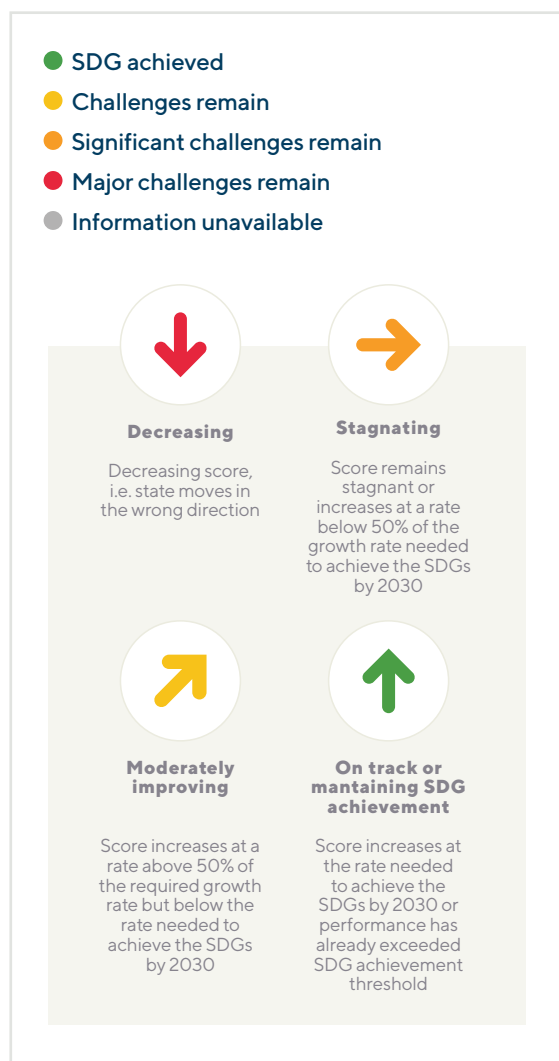 SDG achieved
Challenges remain
Significant challenges remain
Major challenges remain
Information unavailable
Decreasing
Decreasing score,
i.e. state moves in
the wrong direction
Stagnating
Score remains
stagnant or
increases at a rate
below 50% of the
growth rate needed
to achieve the SDGs
by 2030
Moderately
improving
Score increases at a
rate above 50% of
the required growth
rate but below the
rate needed to
achieve the SDGs
by 2030
On track or
mantaining SDG
achievement
Score increases at
the rate needed
to achieve the
SDGs by 2030 or
performance has
already exceeded
SDG achievement
threshold